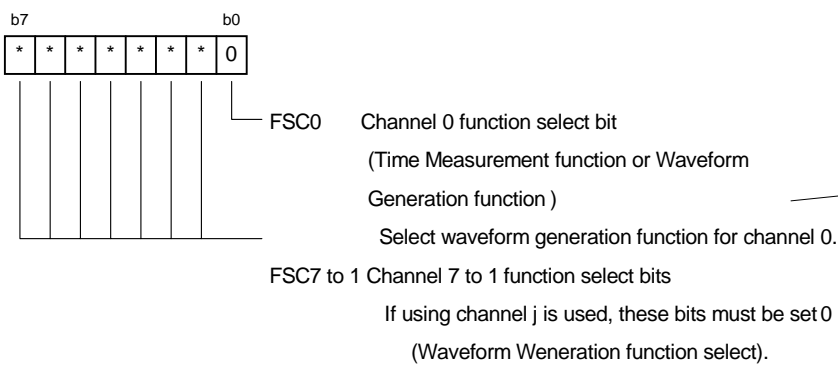 b7 b0
* * * * * * * 0
FSC0 Channel 0 function select bit
(Time Measurement function or Waveform
Generation function )
Select waveform generation function for channel 0.
FSC7 to 1 Channel 7 to 1 function select bits
If using channel j is used, these bits must be set 0
(Waveform Weneration function select).